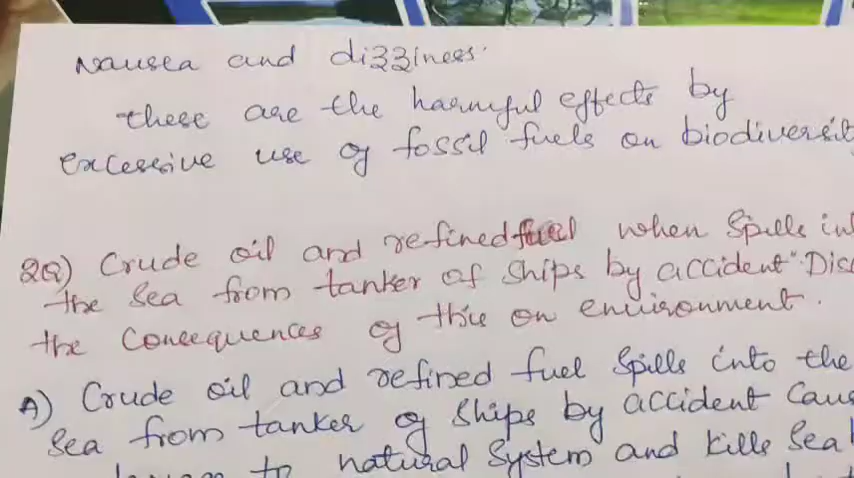 Nausea and dizziness.
these are the harmful effects by
excessive use of fossil fuels on biodiversit
2Q) Crude oil and refined fuel when Spills in
the Sea from tanker of Ships by accident" Disc
the Consequences of this on environment.
A) Crude oil and refined fuel Spills into the
Sea from tanker of Ships by accident Caus
to natural System and kills Sea